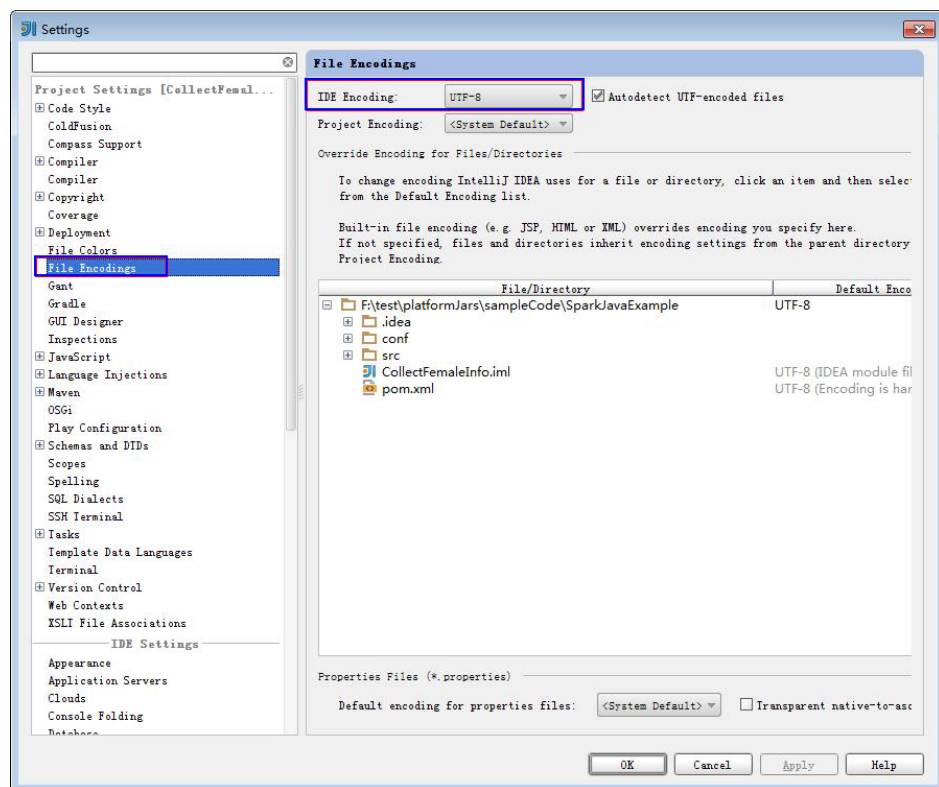 Settings
Project Settings [CollectFemal...
Code Style
ColdFusion
Compass Support
Compiler
Compiler
Copyright
Coverage
Deployment
File Colors
File Encodings
Gant
Gradle
GUI Designer
Inspections
JavaScript
Language Injections
Maven
OSGi
Play Configuration
Schemas and DTDs
Scopes
Spelling
SQL Dialects
SSH Terminal
Tasks
Template Data Languages
Terminal
Version Control
Web Contexts
XSLT File Associations
IDE Settings
Appearance
Application Servers
Clouds
Console Folding
Database
File Encodings
IDE Encoding: UTF-8 Autodetect UTF-encoded files
Project Encoding: <System Default>
Override Encoding for Files/Directories
To change encoding IntelliJ IDEA uses for a file or directory, click an item and then selec
from the Default Encoding list.
Built-in file encoding (e.g. JSP, HTML or XML) overrides encoding you specify here.
If not specified, files and directories inherit encoding settings from the parent directory
Project Encoding.
File/Directory Default Enco
F:\test\platformJars\sampleCode\SparkJavaExample UTF-8
.idea
conf
src
CollectFemaleInfo.iml UTF-8 (IDEA module fil
pom.xml UTF-8 (Encoding is har
Properties Files (*.properties)
Default encoding for properties files: <System Default> Transparent native-to-asc
OK Cancel Apply Help